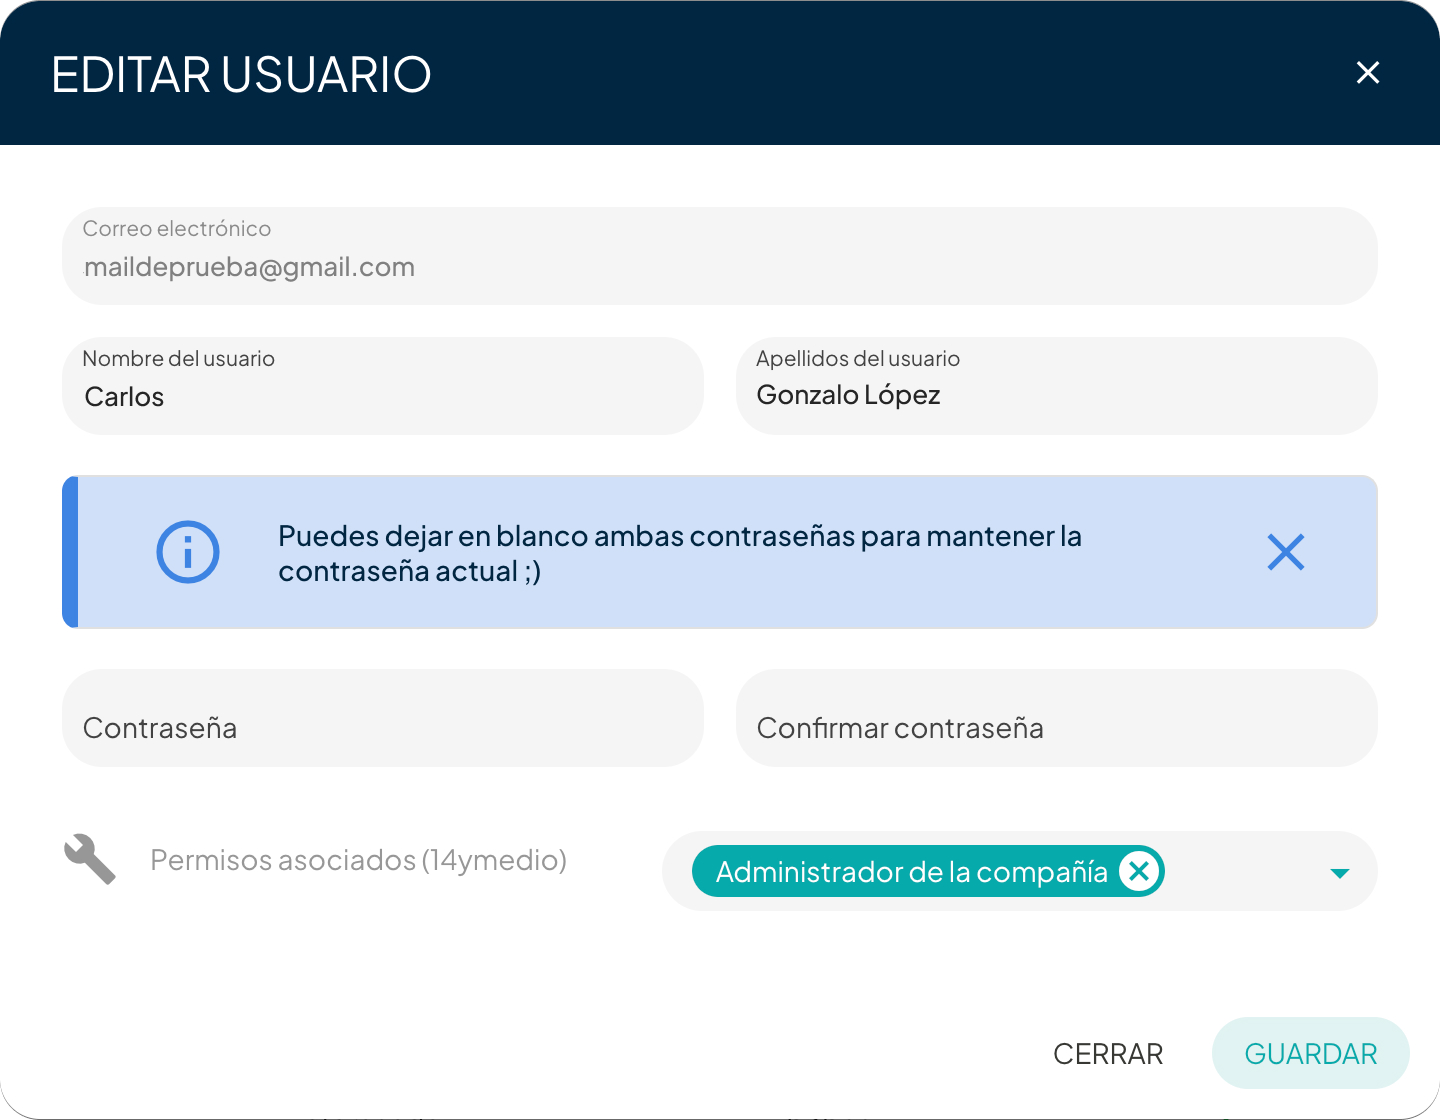 EDITAR USUARIO
Correo electrónico
maildeprueba@gmail.com
Nombre del usuario
Apellidos del usuario
Carlos
Gonzalo López
Puedes dejar en blanco ambas contraseñas para mantener la
contraseña actual ;)
Contraseña
Confirmar contraseña
Permisos asociados (14ymedio)
Administrador de la compañía
CERRAR
GUARDAR